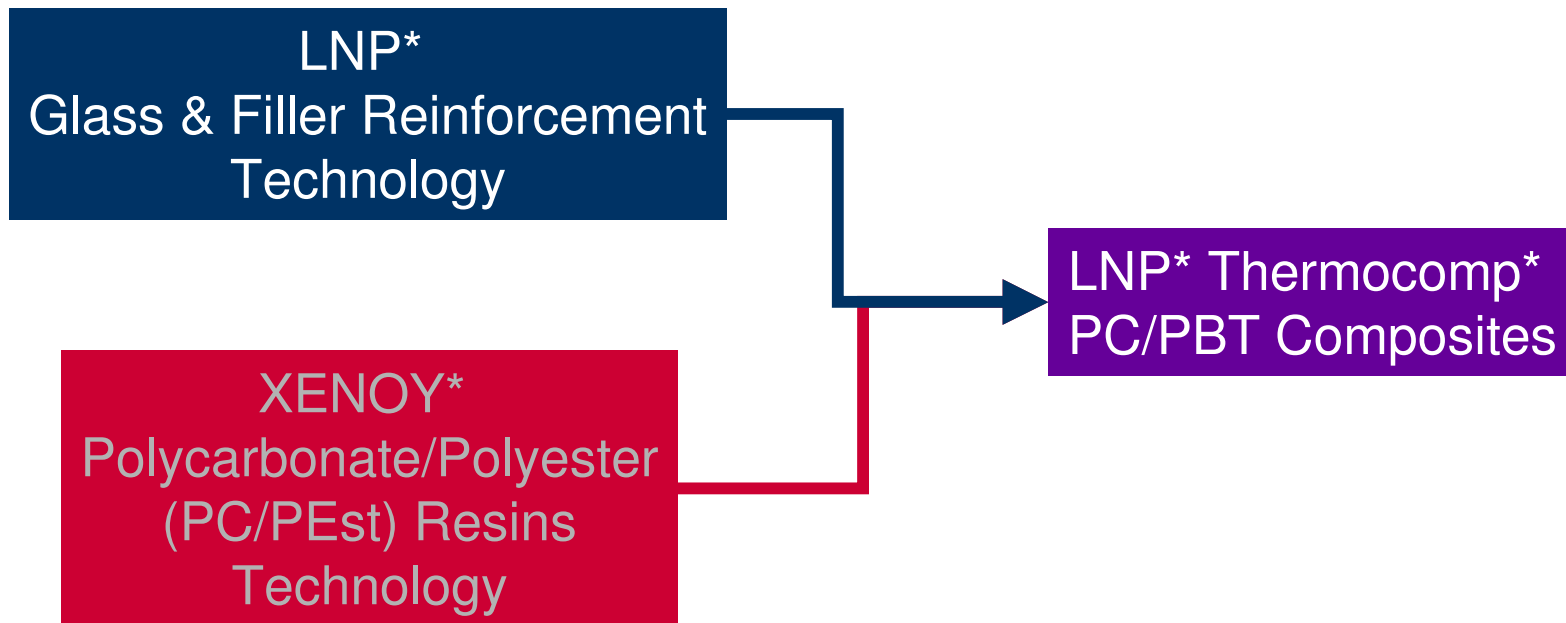 LNP*
Glass & Filler Reinforcement
Technology
LNP* Thermocomp*
PC/PBT Composites
XENOY*
Polycarbonate/Polyester
(PC/PEst) Resins
Technology